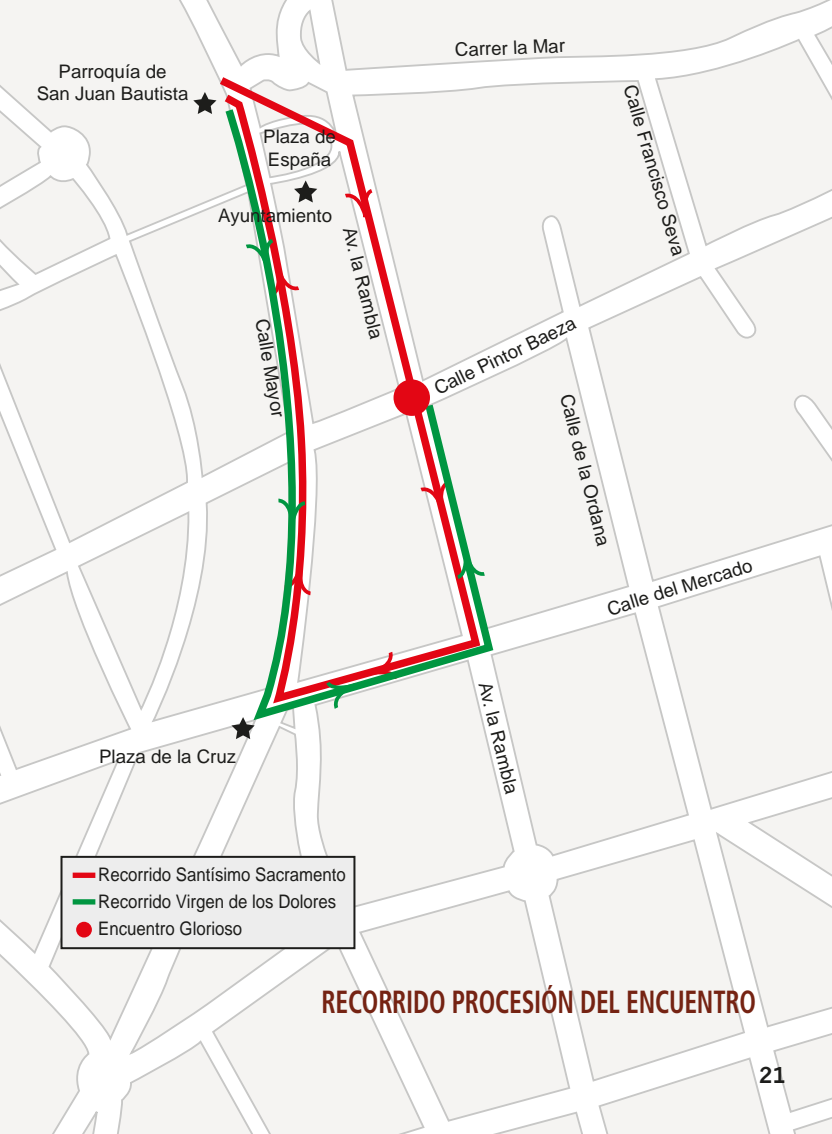 Carrer la Mar
Parroquía de
San Juan Bautista
Plaza de
España
Ayuntamiento
Calle Francisco Seva
Av. la Rambla
Calle Mayor
Calle Pintor Baeza
Calle de la Ordana
Calle del Mercado
Av. la Rambla
Plaza de la Cruz
Recorrido Santísimo Sacramento
Recorrido Virgen de los Dolores
Encuentro Glorioso
RECORRIDO PROCESIÓN DEL ENCUENTRO
21